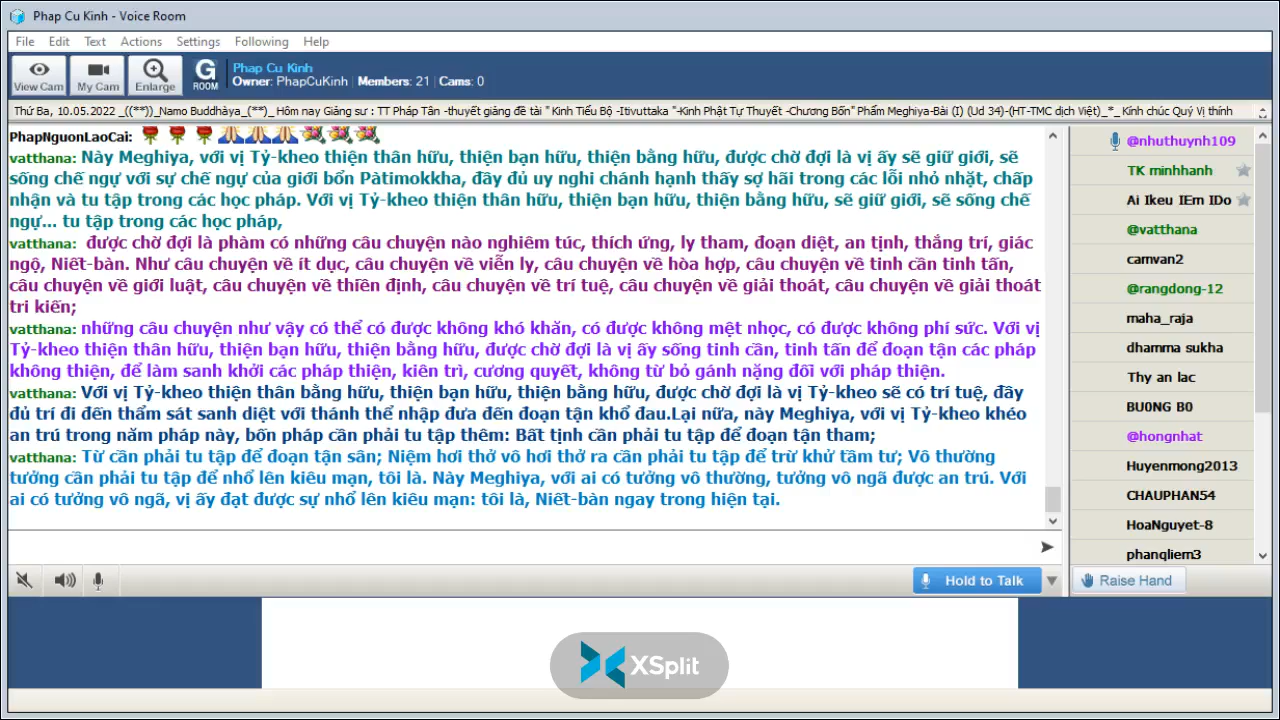 Phap Cu Kinh - Voice Room
File Edit Text Actions Settings Following Help
View Cam My Cam Enlarge G ROOM
Phap Cu Kinh
Owner: PhapCuKinh | Members: 21 | Cams: 0
Thứ Ba, 10.05.2022 _((**))_Namo Buddhàya_(**)_ Hôm nay Giảng sư : TT Pháp Tân -thuyết giảng đề tài " Kinh Tiểu Bộ -Itivuttaka "-Kinh Phật Tự Thuyết -Chương Bốn" Phẩm Meghiya-Bài (I) (Ud 34)-(HT-TMC dịch Việt)_*_ Kính chúc Quý Vị thính
PhapNguonLaoCai:
vatthana: Này Meghiya, với vị Tỷ-kheo thiện thân hữu, thiện bạn hữu, thiện bằng hữu, được chờ đợi là vị ấy sẽ giữ giới, sẽ
sống chế ngự với sự chế ngự của giới bổn Pàtimokkha, đầy đủ uy nghi chánh hạnh thấy sợ hãi trong các lỗi nhỏ nhặt, chấp
nhận và tu tập trong các học pháp. Với vị Tỷ-kheo thiện thân hữu, thiện bạn hữu, thiện bằng hữu, sẽ giữ giới, sẽ sống chế
ngự... tu tập trong các học pháp,
vatthana: được chờ đợi là phàm có những câu chuyện nào nghiêm túc, thích ứng, ly tham, đoạn diệt, an tịnh, thắng trí, giác
ngộ, Niết-bàn. Như câu chuyện về ít dục, câu chuyện về viễn ly, câu chuyện về hòa hợp, câu chuyện về tinh cần tinh tấn,
câu chuyện về giới luật, câu chuyện về thiền định, câu chuyện về trí tuệ, câu chuyện về giải thoát, câu chuyện về giải thoát
tri kiến;
vatthana: những câu chuyện như vậy có thể có được không khó khăn, có được không mệt nhọc, có được không phí sức. Với vị
Tỷ-kheo thiện thân hữu, thiện bạn hữu, thiện bằng hữu, được chờ đợi là vị ấy sống tinh cần, tinh tấn để đoạn tận các pháp
không thiện, để làm sanh khởi các pháp thiện, kiên trì, cương quyết, không từ bỏ gánh nặng đối với pháp thiện.
vatthana: Với vị Tỷ-kheo thiện thân bằng hữu, thiện bạn hữu, thiện bằng hữu, được chờ đợi là vị Tỷ-kheo sẽ có trí tuệ, đầy
đủ trí đi đến thẩm sát sanh diệt với thánh thể nhập đưa đến đoạn tận khổ đau.Lại nữa, này Meghiya, với vị Tỷ-kheo khéo
an trú trong năm pháp này, bốn pháp cần phải tu tập thêm: Bất tịnh cần phải tu tập để đoạn tận tham;
vatthana: Từ cần phải tu tập để đoạn tận sân; Niệm hơi thở vô hơi thở ra cần phải tu tập để trừ khử tầm tư; Vô thường
tưởng cần phải tu tập để nhổ lên kiêu mạn, tôi là. Này Meghiya, với ai có tưởng vô thường, tưởng vô ngã được an trú. Với
ai có tưởng vô ngã, vị ấy đạt được sự nhổ lên kiêu mạn: tôi là, Niết-bàn ngay trong hiện tại.
@nhuthuynh109
TK minhhanh
Ai Ikeu IEm IDo
@vatthana
camvan2
@rangdong-12
maha_raja
dhamma sukha
Thy an lac
BU0NG B0
@hongnhat
Huyenmong2013
CHAUPHAN54
HoaNguyet-8
phanqliem3
Hold to Talk
Raise Hand
XSplit